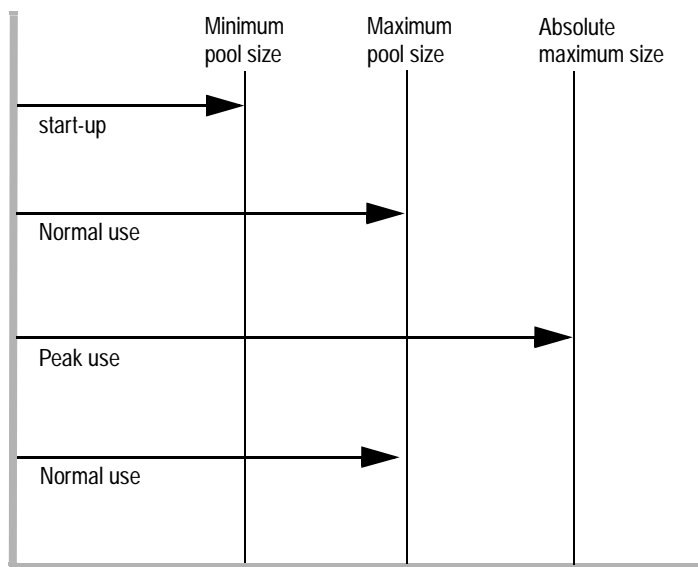 Minimum
pool size
Maximum
pool size
Absolute
maximum size
start-up
Normal use
Peak use
Normal use